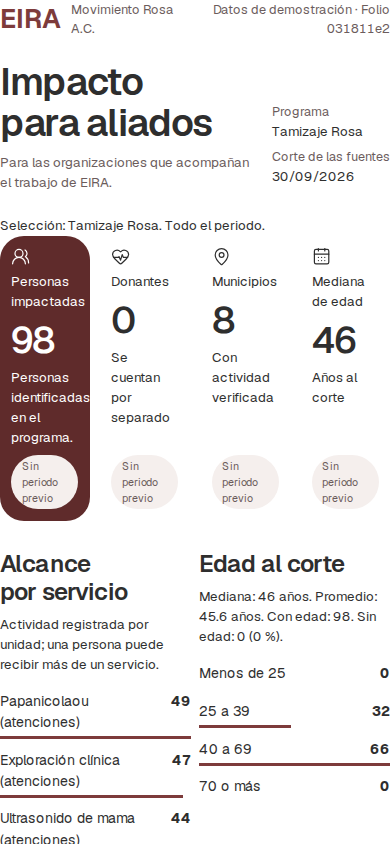 EIRA
Movimiento Rosa
A.C.
Datos de demostración · Folio
031811e2
Impacto
para aliados
Para las organizaciones que acompañan
el trabajo de EIRA.
Programa
Tamizaje Rosa
Corte de las fuentes
30/09/2026
Selección: Tamizaje Rosa. Todo el periodo.
Personas
impactadas
98
Personas
identificadas
en el
programa.
Sin
periodo
previo
Donantes
0
Se
cuentan
por
separado
Sin
periodo
previo
Municipios
8
Con
actividad
verificada
Sin
periodo
previo
Mediana
de edad
46
Años al
corte
Sin
periodo
previo
Alcance
por servicio
Actividad registrada por
unidad; una persona puede
recibir más de un servicio.
Papanicolaou 49
(atenciones)
Exploración clínica 47
(atenciones)
Ultrasonido de mama 44
(atenciones)
Edad al corte
Mediana: 46 años. Promedio:
45.6 años. Con edad: 98. Sin
edad: 0 (0 %).
Menos de 25 0
25 a 39 32
40 a 69 66
70 o más 0